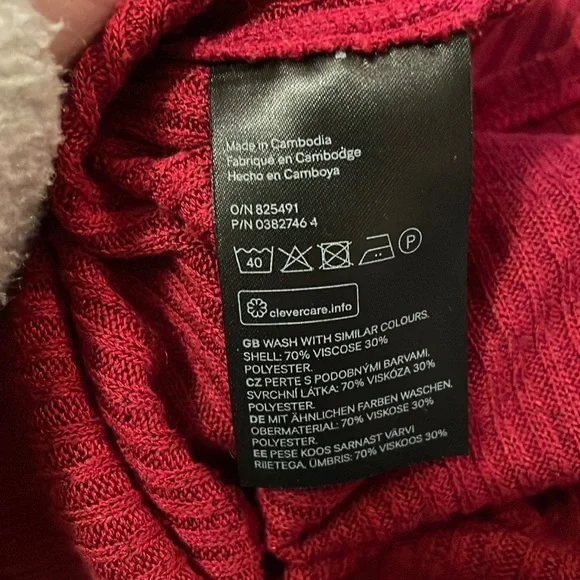 Made in Cambodia
Fabriqué en Cambodge
Hecho en Camboya
O/N 825491
P/N 0382746 4
40 P
clevercare.info
GB WASH WITH SIMILAR COLOURS.
SHELL: 70% VISCOSE 30%
POLYESTER.
CZ PERTE S PODOBNÝMI BARVAMI.
SVRCHNÍ LÁTKA: 70% VISKÓZA 30%
POLYESTER.
DE MIT ÄHNLICHEN FARBEN WASCHEN.
OBERMATERIAL: 70% VISKOSE 30%
POLYESTER.
EE PESE KOOS SARNAST VÄRVI
RIIETEGA. ÜMBRIS: 70% VISKOOS 30%